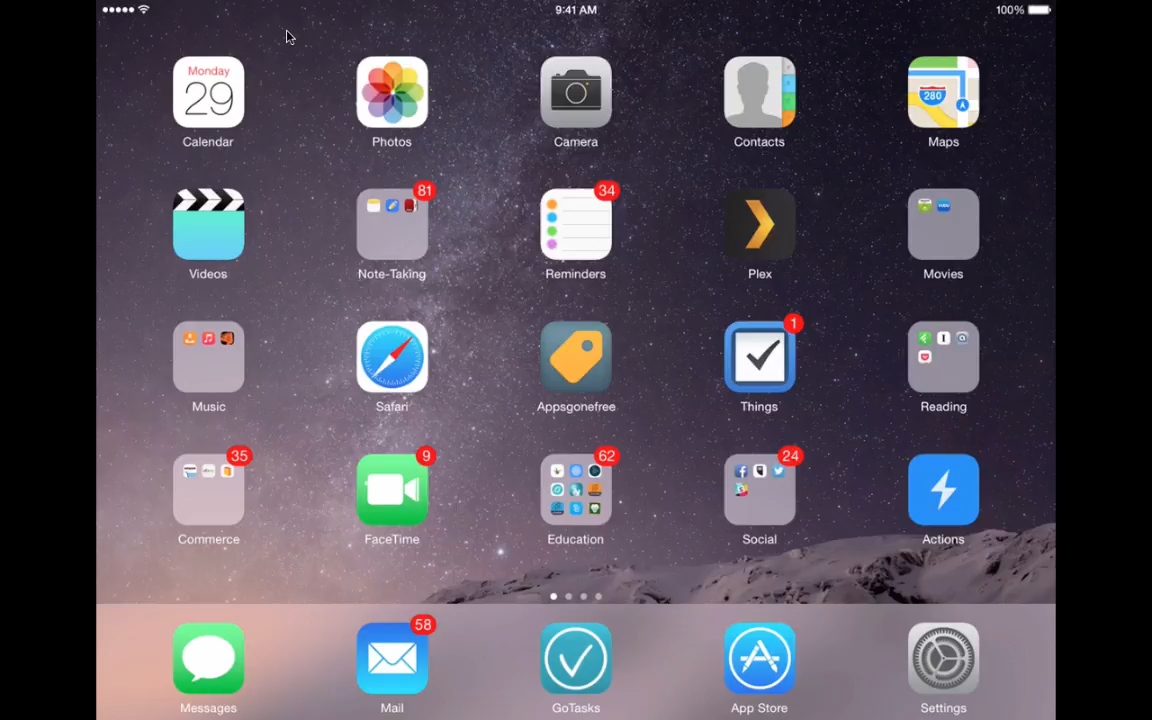 9:41 AM
100%
Monday
29
280
Calendar Photos Camera Contacts Maps
81
34
Videos Note-Taking Reminders Plex Movies
1
Music Safari Appsgonefree Things Reading
35
9
62
24
Commerce FaceTime Education Social Actions
58
Messages Mail GoTasks App Store Settings